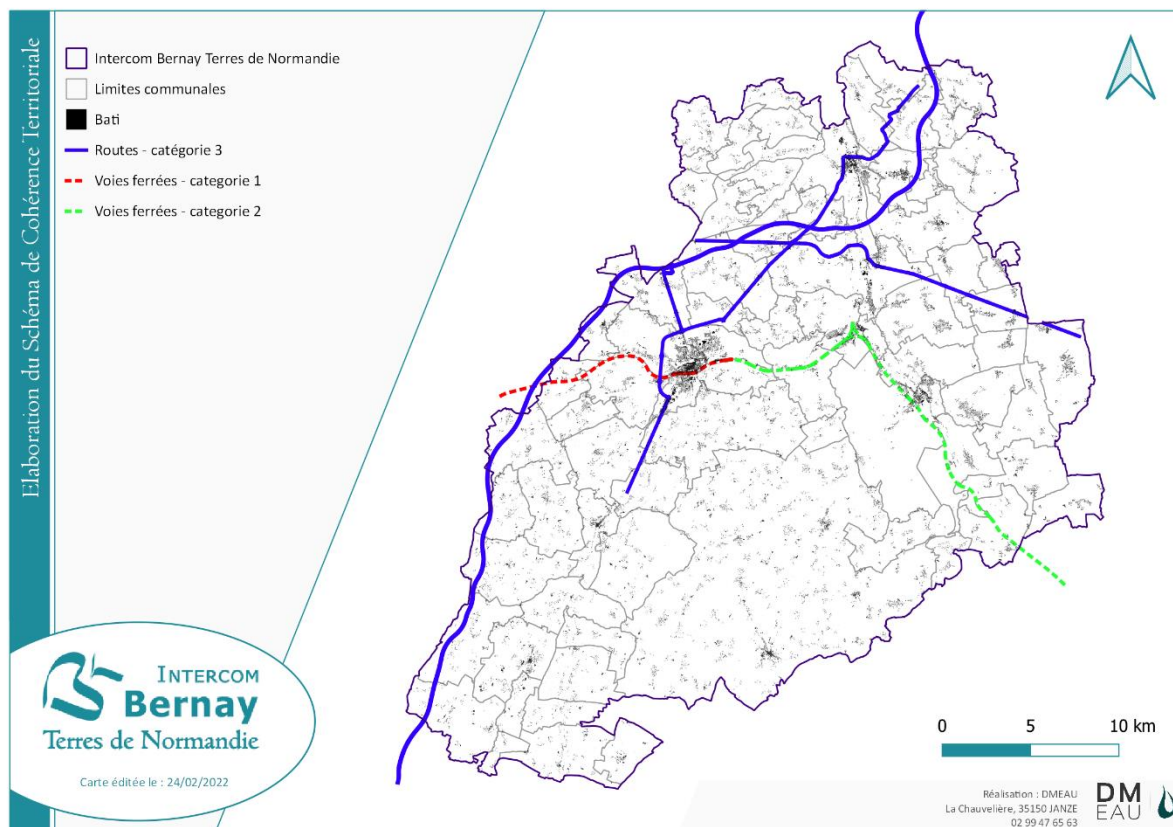 Elaboration du Schéma de Cohérence Territoriale
Intercom Bernay Terres de Normandie
Limites communales
Bati
Routes - catégorie 3
Voies ferrées - categorie 1
Voies ferrées - categorie 2
INTERCOM
Bernay
Terres de Normandie
Carte éditée le : 24/02/2022
0 5 10 km
Réalisation : DMEAU
La Chauvelière, 35150 JANZE
02 99 47 65 63
DM
EAU